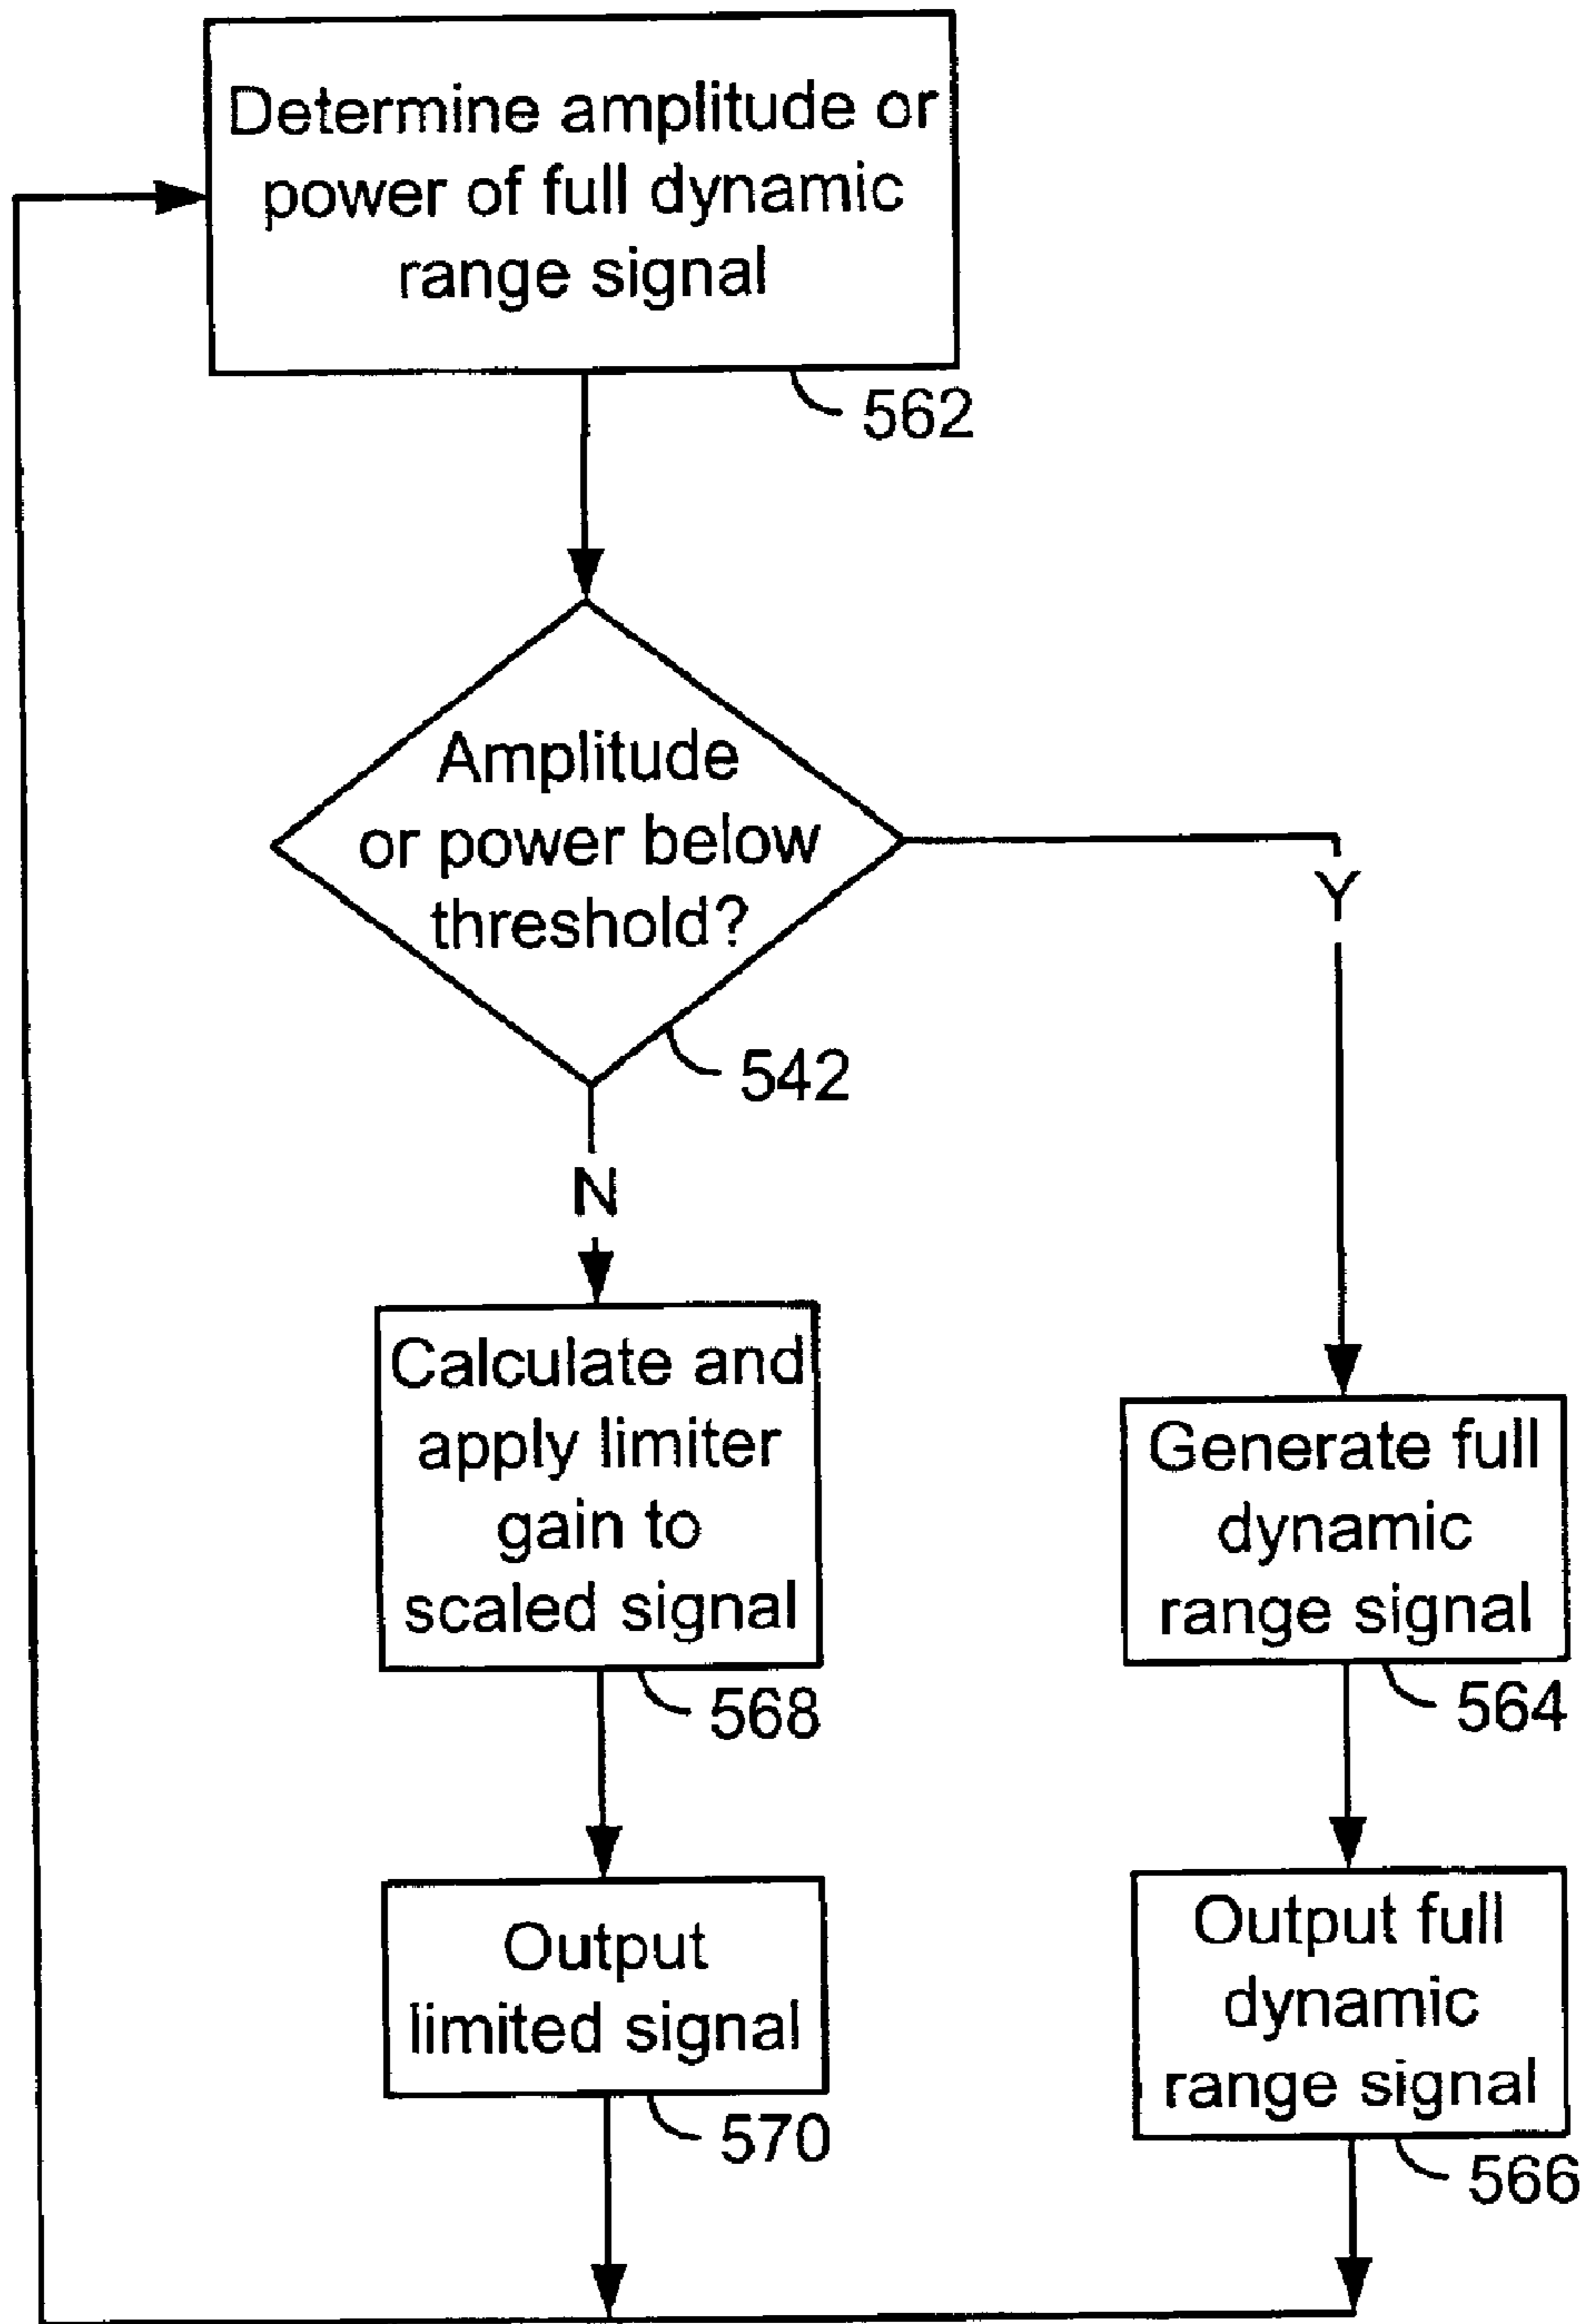 Determine amplitude or
power of full dynamic
range signal
562
Amplitude
or power below
threshold?
Y
542
N
Calculate and
apply limiter
gain to
scaled signal
568
Generate full
dynamic
range signal
564
Output
limited signal
570
Output full
dynamic
range signal
566